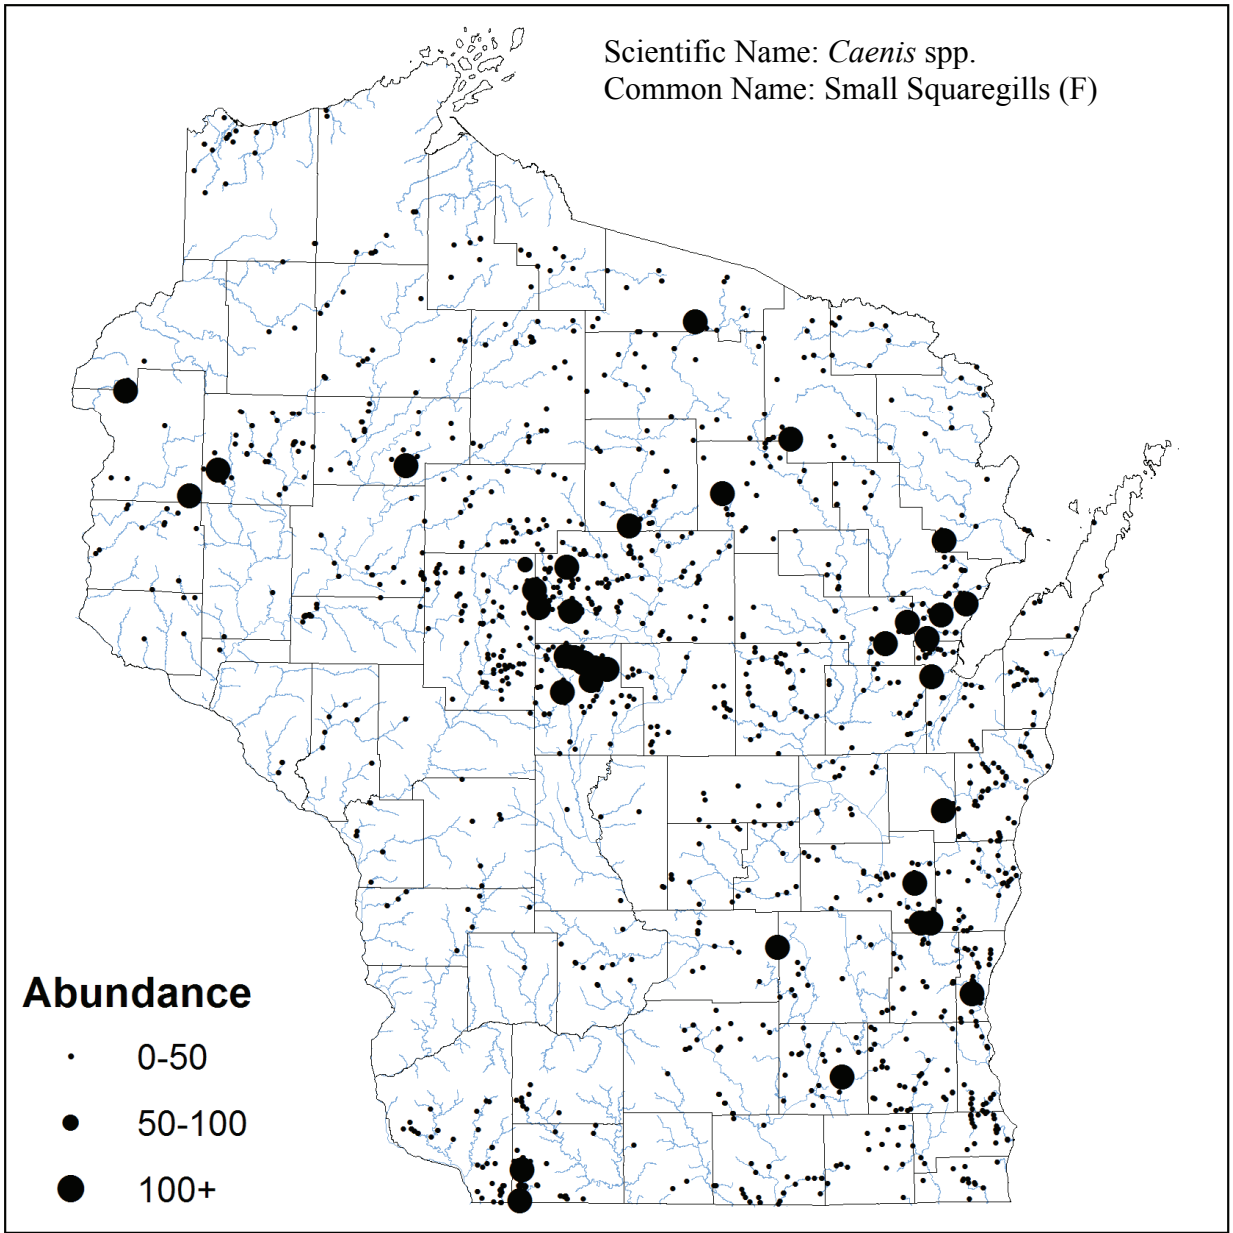 Scientific Name: Caenis spp.
Common Name: Small Squaregills (F)
Abundance
0-50
50-100
100+